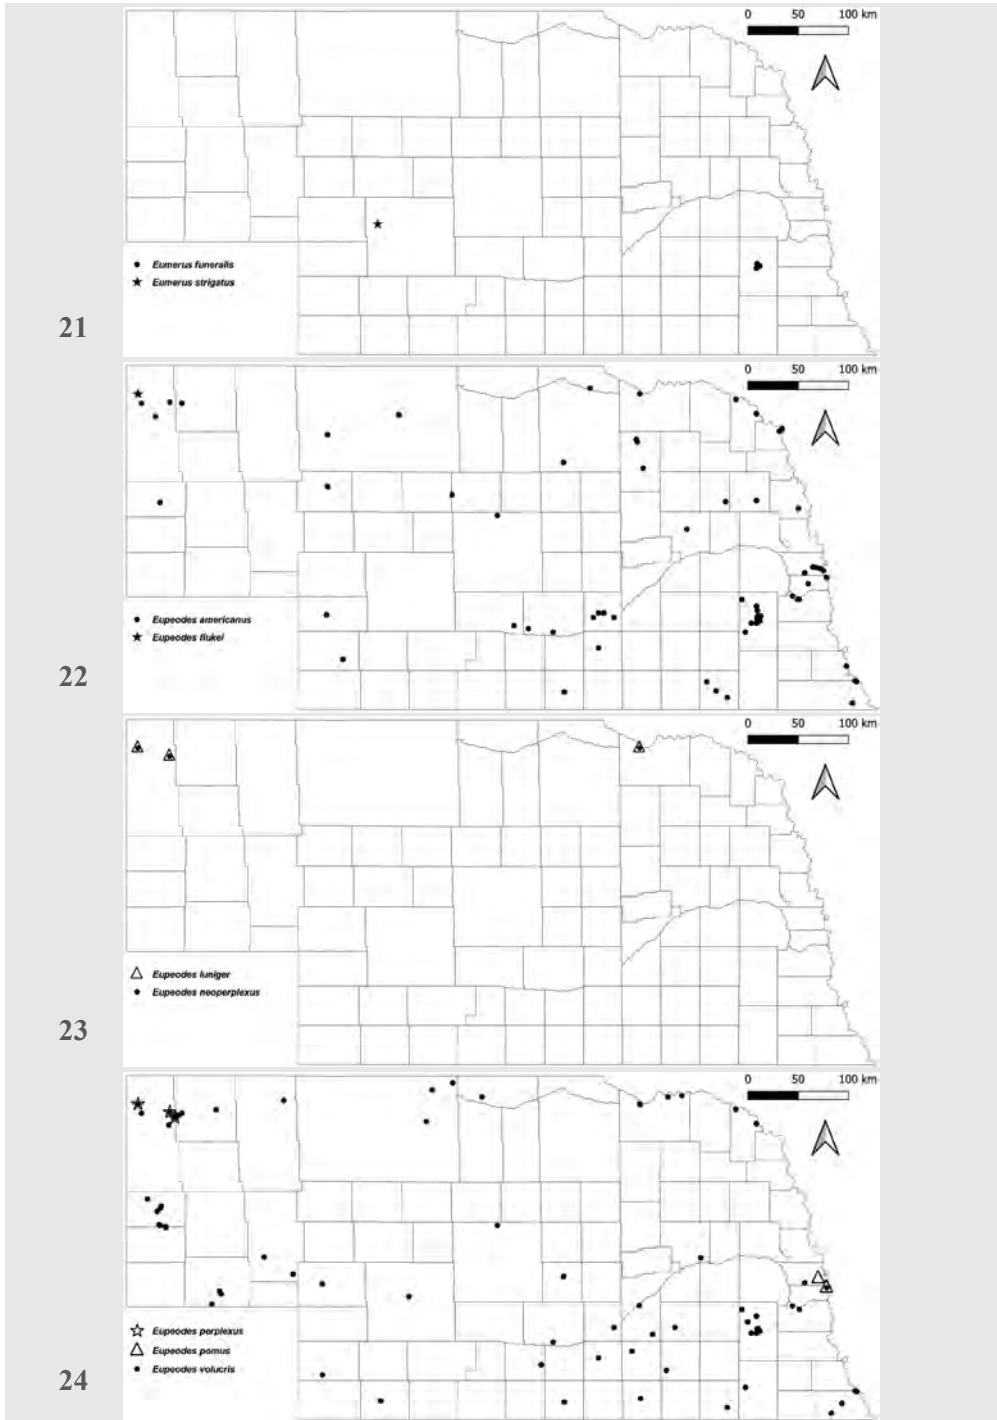 0 50 100 km
● Eumerus funeralis
★ Eumerus strigatus
21
0 50 100 km
● Eupeodes americanus
★ Eupeodes flukei
22
0 50 100 km
△ Eupeodes luniger
● Eupeodes neoperplexus
23
0 50 100 km
☆ Eupeodes perplexus
△ Eupeodes pomus
● Eupeodes volucris
24